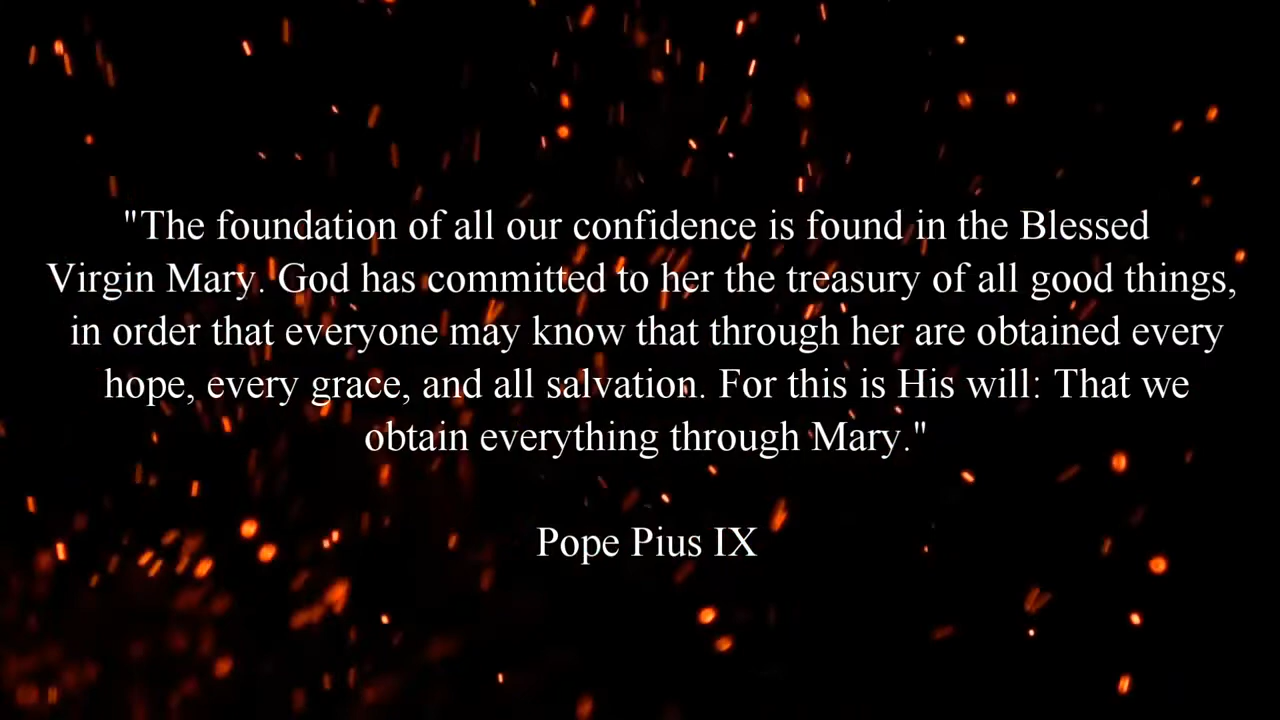 "The foundation of all our confidence is found in the Blessed
Virgin Mary. God has committed to her the treasury of all good things,
in order that everyone may know that through her are obtained every
hope, every grace, and all salvation. For this is His will: That we
obtain everything through Mary."
Pope Pius IX